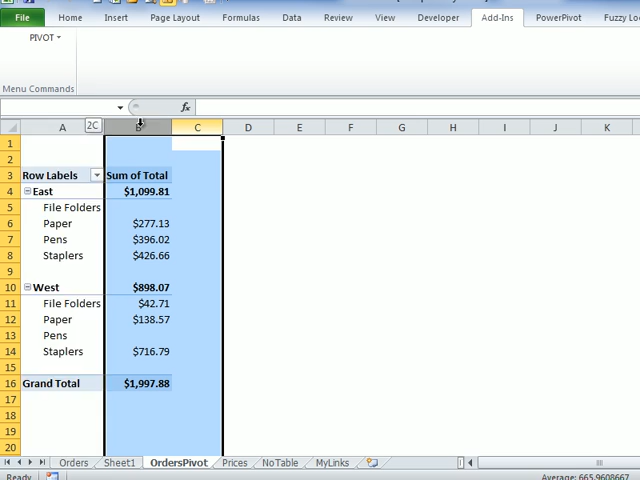 File Home Insert Page Layout Formulas Data Review View Developer Add-Ins PowerPivot Fuzzy Lo
PIVOT
Menu Commands
fx
2C
A B C D E F G H I J K
1
2
3 Row Labels Sum of Total
4 East $1,099.81
5 File Folders
6 Paper $277.13
7 Pens $396.02
8 Staplers $426.66
9
10 West $898.07
11 File Folders $42.71
12 Paper $138.57
13 Pens
14 Staplers $716.79
15
16 Grand Total $1,997.88
17
18
19
20
Orders Sheet1 OrdersPivot Prices NoTable MyLinks
Ready Average: 665.9608667